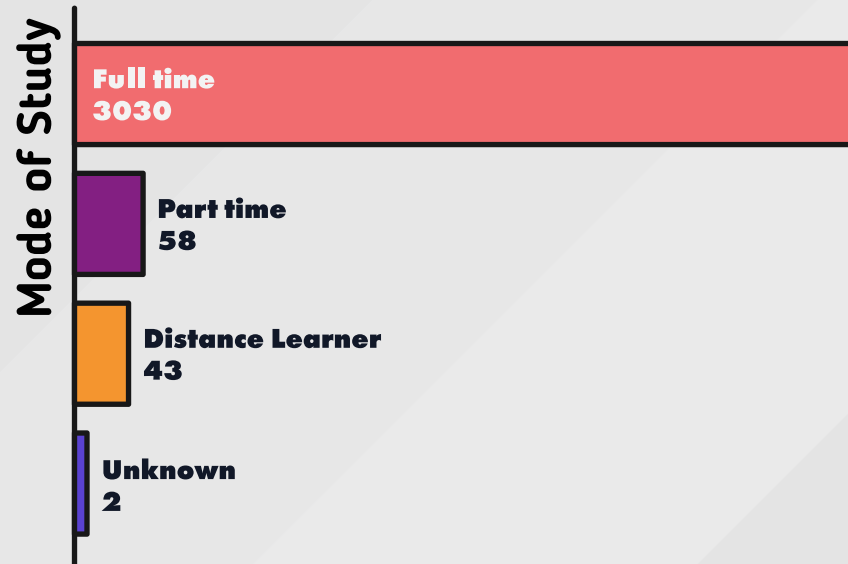 Mode of Study
Full time
3030
Part time
58
Distance Learner
43
Unknown
2